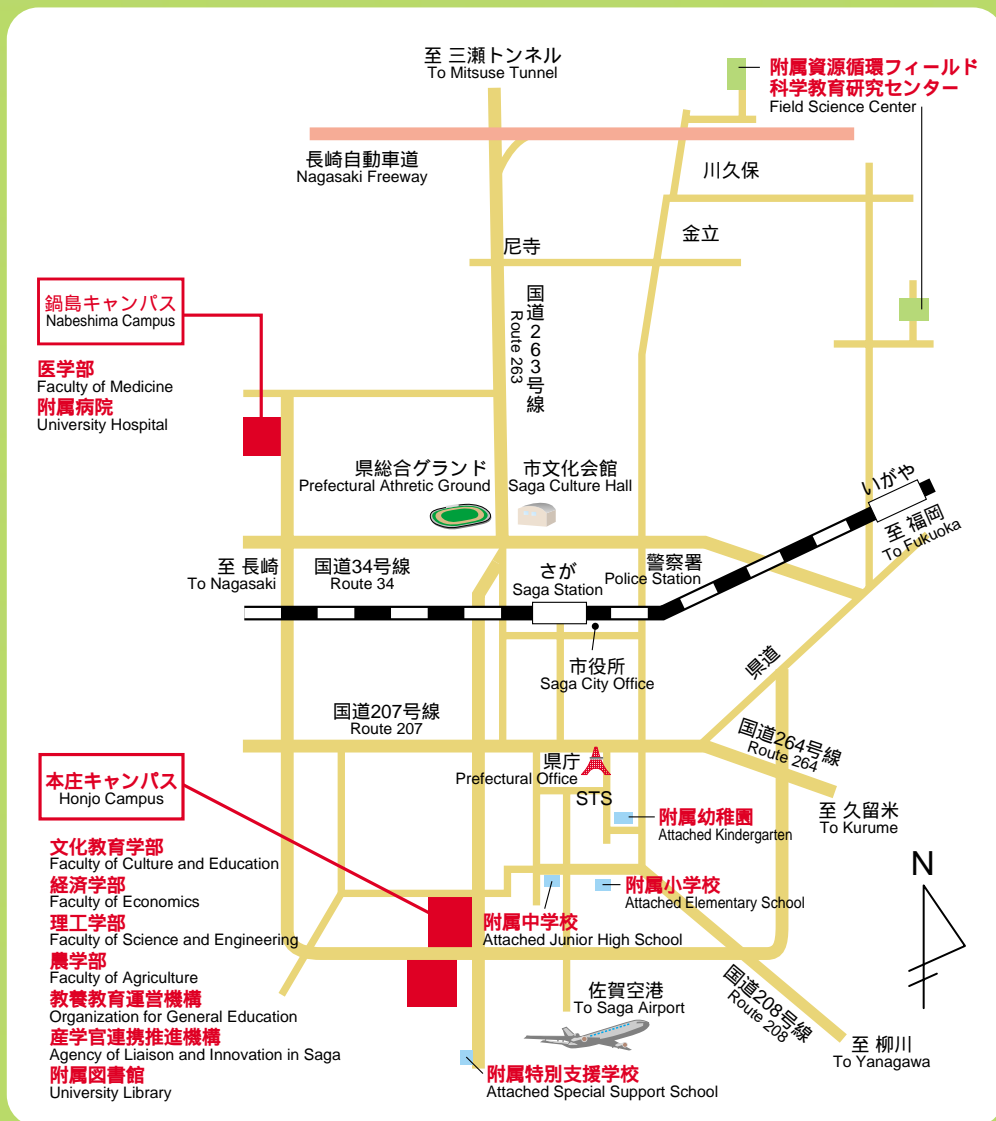 至 三瀬トンネル
To Mitsuse Tunnel
附属資源循環フィールド
科学教育研究センター
Field Science Center
長崎自動車道
Nagasaki Freeway
川久保
金立
尼寺
国道263号線
Route 263
鍋島キャンパス
Nabeshima Campus
医学部
Faculty of Medicine
附属病院
University Hospital
県総合グランド
Prefectural Athretic Ground
市文化会館
Saga Culture Hall
いがや
至 福岡
To Fukuoka
至 長崎
To Nagasaki
国道34号線
Route 34
さが
Saga Station
警察署
Police Station
市役所
Saga City Office
県道
国道207号線
Route 207
国道264号線
Route 264
県庁
Prefectural Office
STS
至 久留米
To Kurume
本庄キャンパス
Honjo Campus
附属幼稚園
Attached Kindergarten
文化教育学部
Faculty of Culture and Education
経済学部
Faculty of Economics
理工学部
Faculty of Science and Engineering
農学部
Faculty of Agriculture
教養教育運営機構
Organization for General Education
産学官連携推進機構
Agency of Liaison and Innovation in Saga
附属図書館
University Library
附属小学校
Attached Elementary School
附属中学校
Attached Junior High School
N
佐賀空港
To Saga Airport
国道208号線
Route 208
至 柳川
To Yanagawa
附属特別支援学校
Attached Special Support School